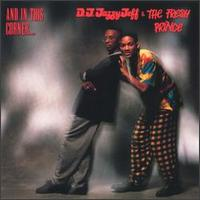 AND IN THIS
CORNER...
D.J. Jazzy Jeff & THE FRESH
PRINCE